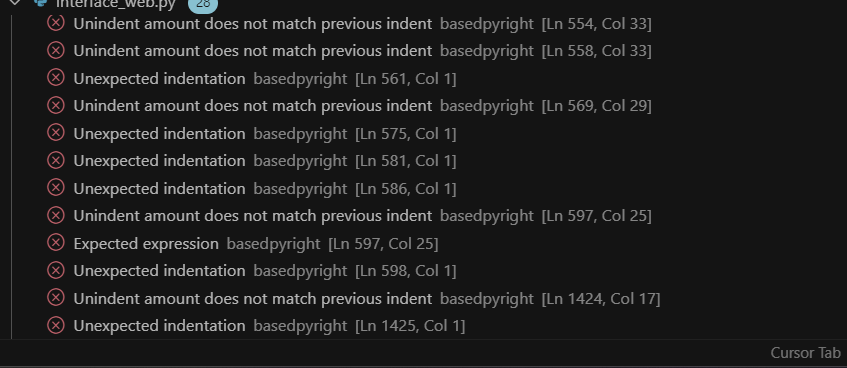 interface_web.py 28
Unindent amount does not match previous indent basedpyright [Ln 554, Col 33]
Unindent amount does not match previous indent basedpyright [Ln 558, Col 33]
Unexpected indentation basedpyright [Ln 561, Col 1]
Unindent amount does not match previous indent basedpyright [Ln 569, Col 29]
Unexpected indentation basedpyright [Ln 575, Col 1]
Unexpected indentation basedpyright [Ln 581, Col 1]
Unexpected indentation basedpyright [Ln 586, Col 1]
Unindent amount does not match previous indent basedpyright [Ln 597, Col 25]
Expected expression basedpyright [Ln 597, Col 25]
Unexpected indentation basedpyright [Ln 598, Col 1]
Unindent amount does not match previous indent basedpyright [Ln 1424, Col 17]
Unexpected indentation basedpyright [Ln 1425, Col 1]
Cursor Tab